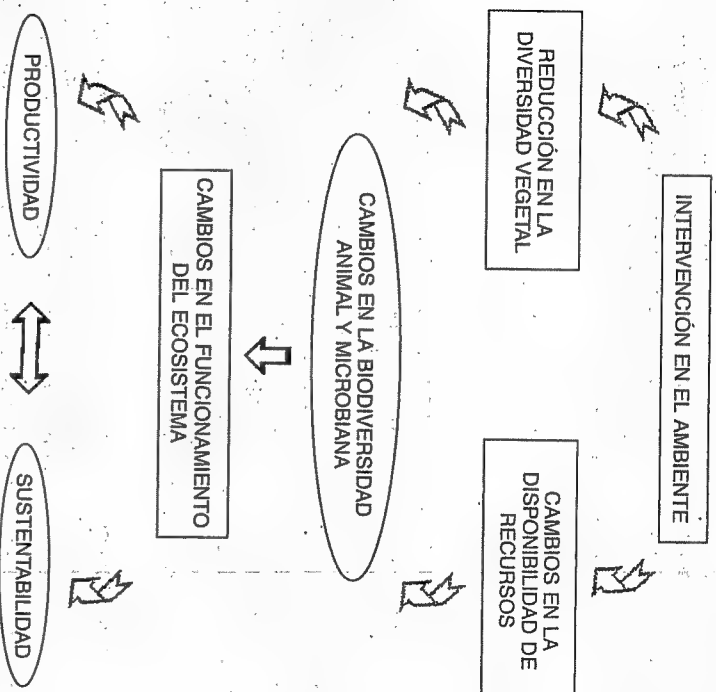 INTERVENCIÓN EN EL AMBIENTE
REDUCCIÓN EN LA
DIVERSIDAD VEGETAL
CAMBIOS EN LA
DISPONIBILIDAD DE
RECURSOS
CAMBIOS EN LA BIODIVERSIDAD
ANIMAL Y MICROBIANA
CAMBIOS EN EL FUNCIONAMIENTO
DEL ECOSISTEMA
PRODUCTIVIDAD
SUSTENTABILIDAD